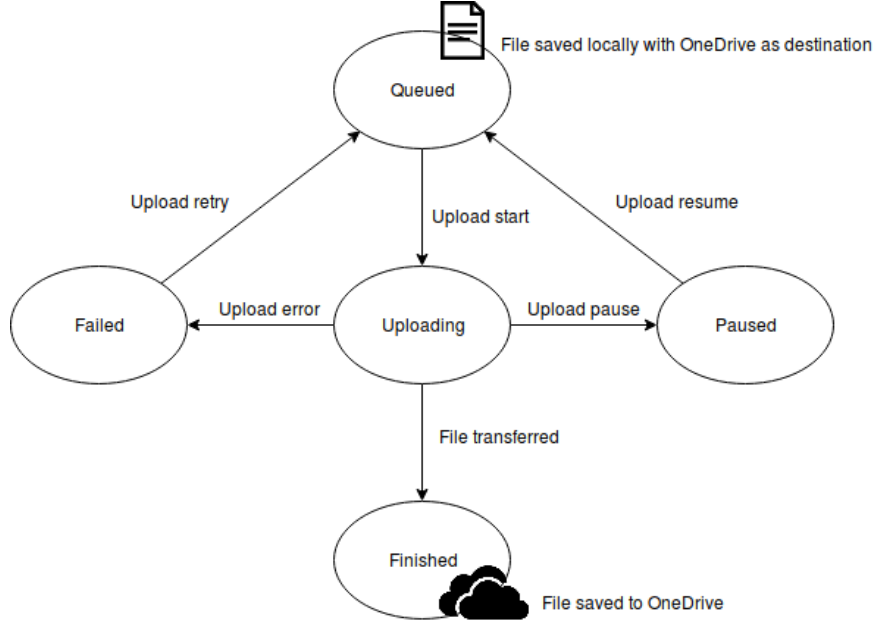 File saved locally with OneDrive as destination
Queued
Upload retry
Upload start
Upload resume
Failed
Upload error
Uploading
Upload pause
Paused
File transferred
Finished
File saved to OneDrive